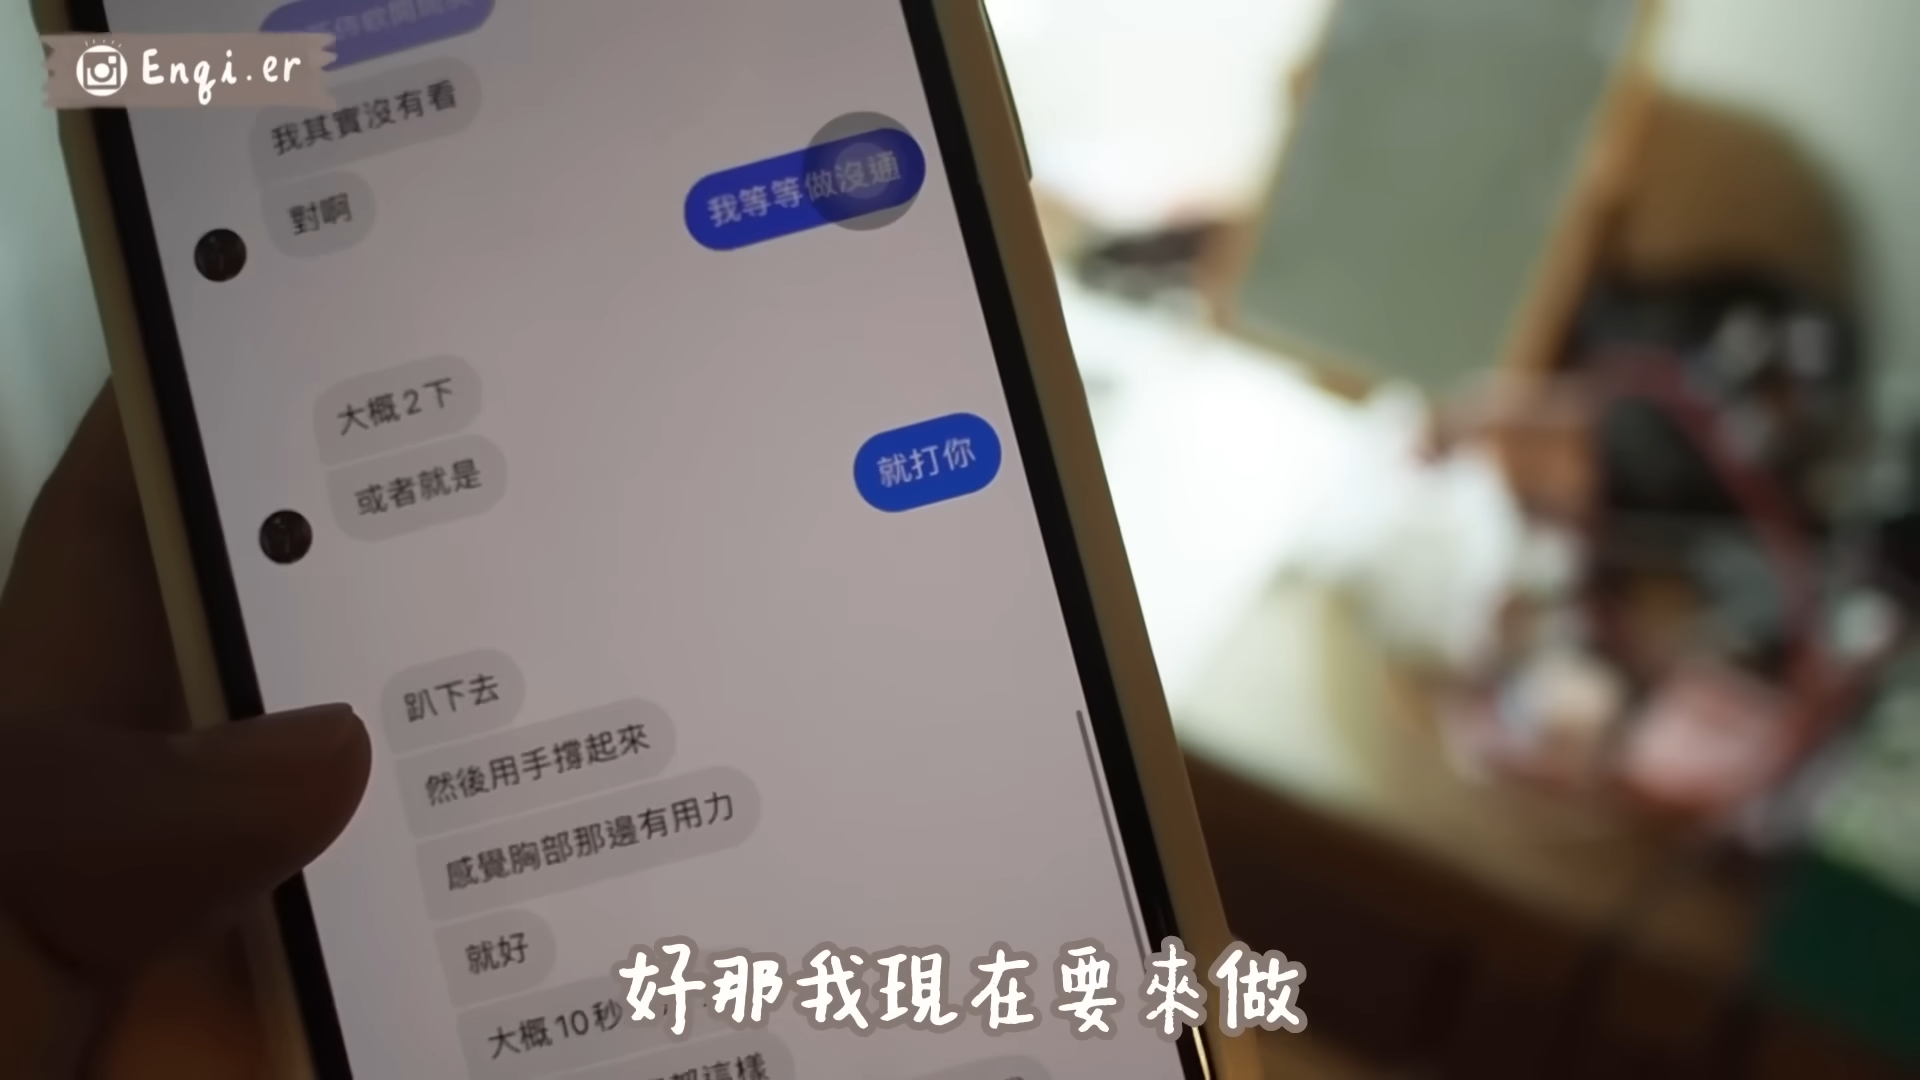 Enqi.er
我其實沒有看
對啊
我等等做沒通
大概2下
或者就是
就打你
趴下去
然後用手撐起來
感覺胸部那邊有用力
就好
大概10秒
都這樣
好那我現在要來做